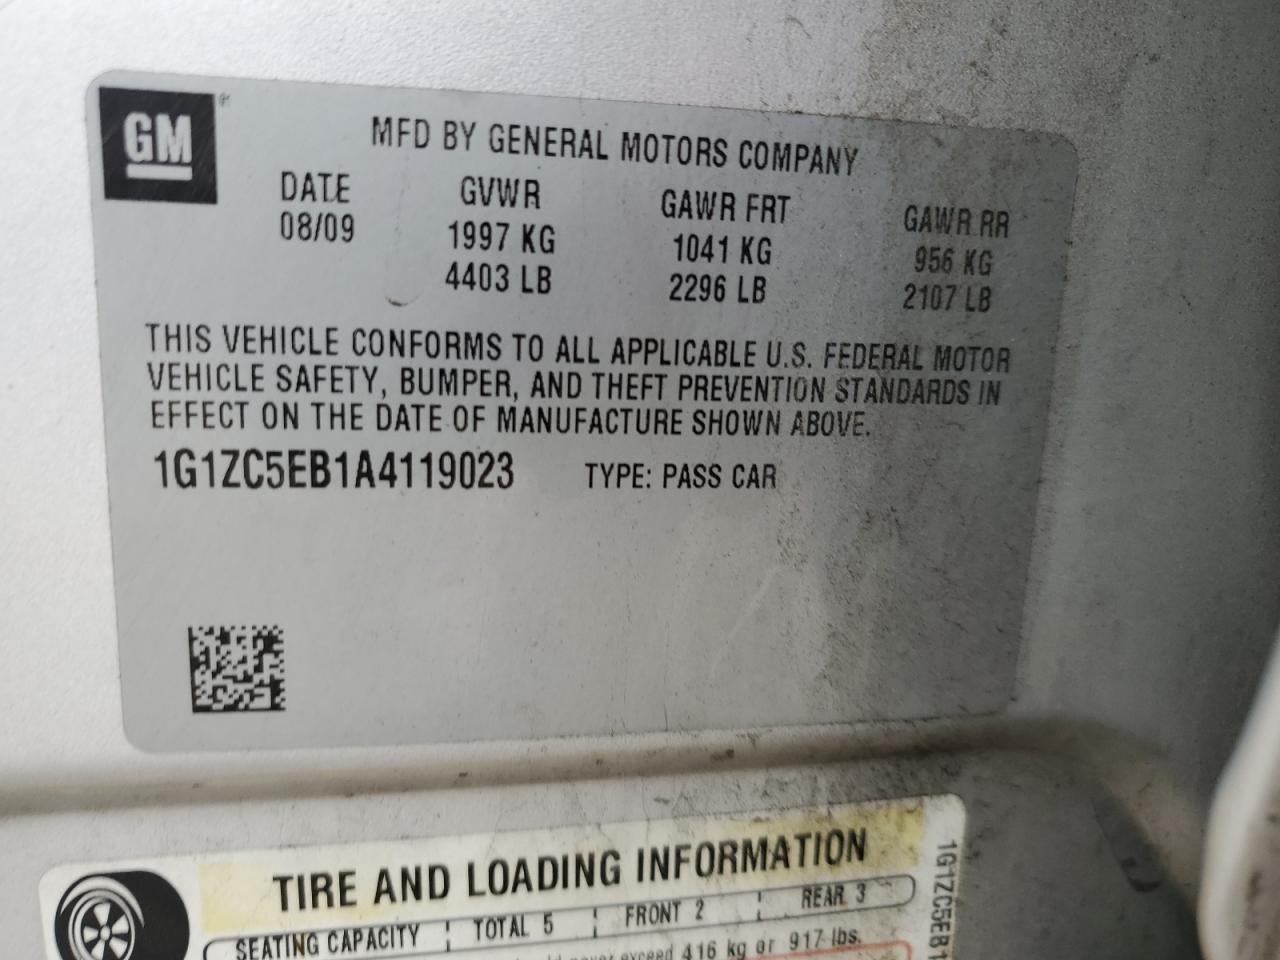 GM
®
MFD BY GENERAL MOTORS COMPANY
DATE GVWR GAWR FRT GAWR RR
08/09 1997 KG 1041 KG 956 KG
4403 LB 2296 LB 2107 LB
THIS VEHICLE CONFORMS TO ALL APPLICABLE U.S. FEDERAL MOTOR
VEHICLE SAFETY, BUMPER, AND THEFT PREVENTION STANDARDS IN
EFFECT ON THE DATE OF MANUFACTURE SHOWN ABOVE.
1G1ZC5EB1A4119023 TYPE: PASS CAR
TIRE AND LOADING INFORMATION
SEATING CAPACITY TOTAL 5 FRONT 2 REAR 3
never exceed 416 kg or 917 lbs.
1G1ZC5EB1